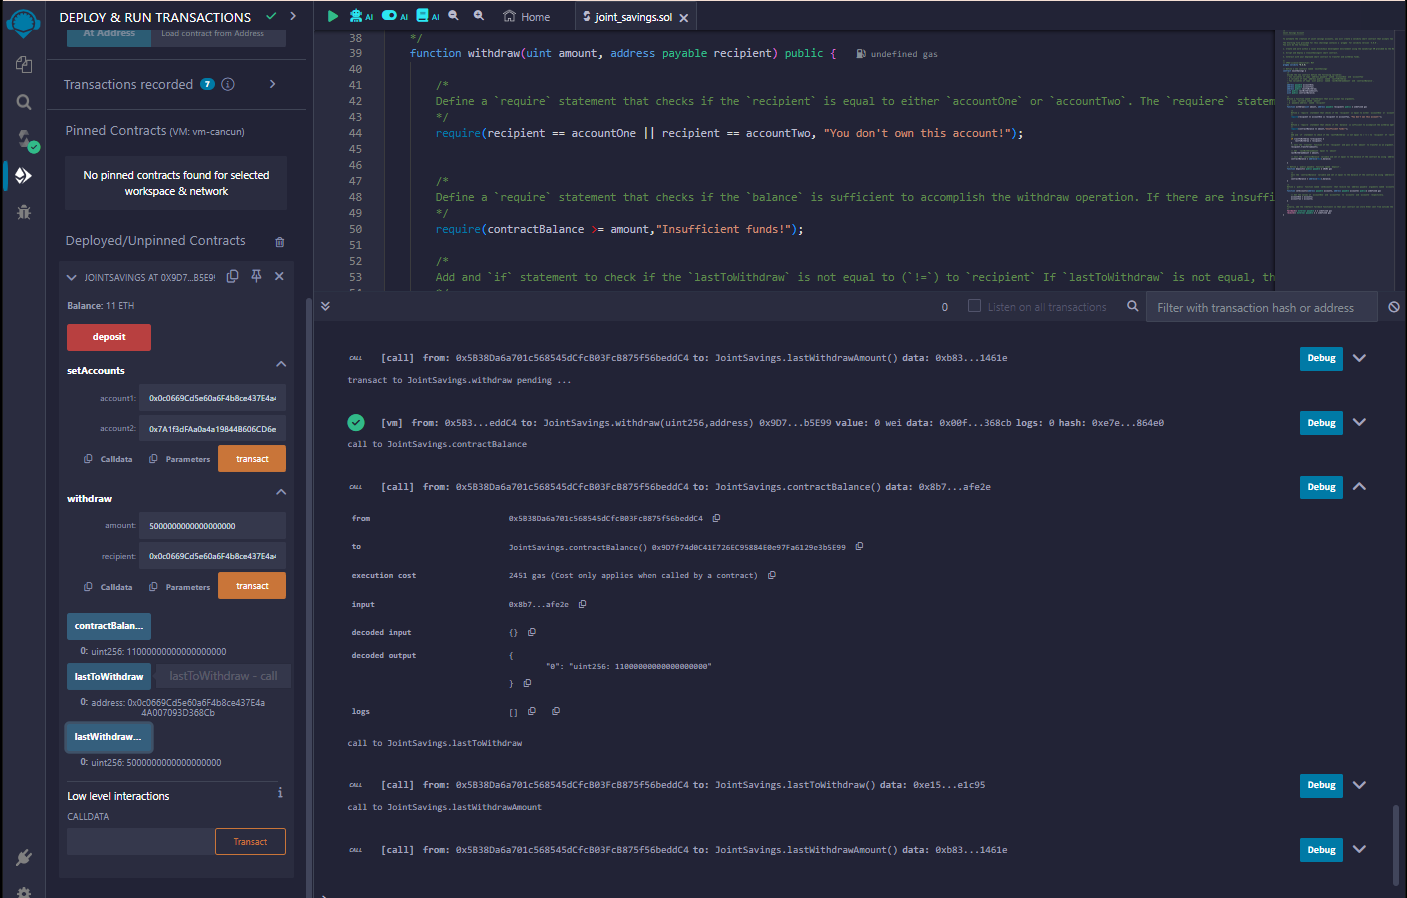 DEPLOY & RUN TRANSACTIONS
At Address
Load contract from Address
Transactions recorded 7
Pinned Contracts (VM: vm-cancun)
No pinned contracts found for selected
workspace & network
Deployed/Unpinned Contracts
JOINTSAVINGS AT 0X9D7...B5E99
Balance: 11 ETH
deposit
setAccounts
account1: 0x0c0669Cd5e60a6F4b8ce437E4a
account2: 0x7A1f3dFAa0a4a19844B606CD6e
Calldata Parameters transact
withdraw
amount: 5000000000000000000
recipient: 0x0c0669Cd5e60a6F4b8ce437E4a
Calldata Parameters transact
contractBalan...
0: uint256: 11000000000000000000
lastToWithdraw
lastToWithdraw - call
0: address: 0x0c0669Cd5e60a6F4b8ce437E4a
4A007093D368Cb
lastWithdraw...
0: uint256: 5000000000000000000
Low level interactions
CALLDATA
Transact
AI AI AI Home joint_savings.sol
38 */
39 function withdraw(uint amount, address payable recipient) public { undefined gas
40
41 /*
42 Define a `require` statement that checks if the `recipient` is equal to either `accountOne` or `accountTwo`. The `requiere` statem
43 */
44 require(recipient == accountOne || recipient == accountTwo, "You don't own this account!");
45
46
47 /*
48 Define a `require` statement that checks if the `balance` is sufficient to accomplish the withdraw operation. If there are insuffi
49 */
50 require(contractBalance >= amount,"Insufficient funds!");
51
52 /*
53 Add and `if` statement to check if the `lastToWithdraw` is not equal to (`!=`) to `recipient` If `lastToWithdraw` is not equal, th
0 Listen on all transactions Filter with transaction hash or address
CALL [call] from: 0x5B38Da6a701c568545dCfcB03FcB875f56beddC4 to: JointSavings.lastWithdrawAmount() data: 0xb83...1461e Debug
transact to JointSavings.withdraw pending ...
[vm] from: 0x5B3...eddC4 to: JointSavings.withdraw(uint256,address) 0x9D7...b5E99 value: 0 wei data: 0x00f...368cb logs: 0 hash: 0xe7e...864e0 Debug
call to JointSavings.contractBalance
CALL [call] from: 0x5B38Da6a701c568545dCfcB03FcB875f56beddC4 to: JointSavings.contractBalance() data: 0x8b7...afe2e Debug
from 0x5B38Da6a701c568545dCfcB03FcB875f56beddC4
to JointSavings.contractBalance() 0x9D7f74d0C41E726EC95884E0e97Fa6129e3b5E99
execution cost 2451 gas (Cost only applies when called by a contract)
input 0x8b7...afe2e
decoded input {}
decoded output {
"0": "uint256: 11000000000000000000"
}
logs []
call to JointSavings.lastToWithdraw
CALL [call] from: 0x5B38Da6a701c568545dCfcB03FcB875f56beddC4 to: JointSavings.lastToWithdraw() data: 0xe15...e1c95 Debug
call to JointSavings.lastWithdrawAmount
CALL [call] from: 0x5B38Da6a701c568545dCfcB03FcB875f56beddC4 to: JointSavings.lastWithdrawAmount() data: 0xb83...1461e Debug